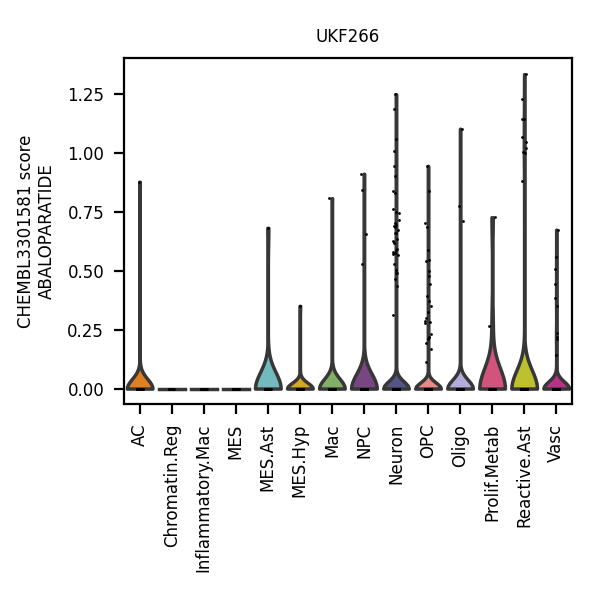 UKF266
CHEMBL3301581 score
ABALOPARATIDE
1.25
1.00
0.75
0.50
0.25
0.00
AC
Chromatin.Reg
Inflammatory.Mac
MES
MES.Ast
MES.Hyp
Mac
NPC
Neuron
OPC
Oligo
Prolif.Metab
Reactive.Ast
Vasc